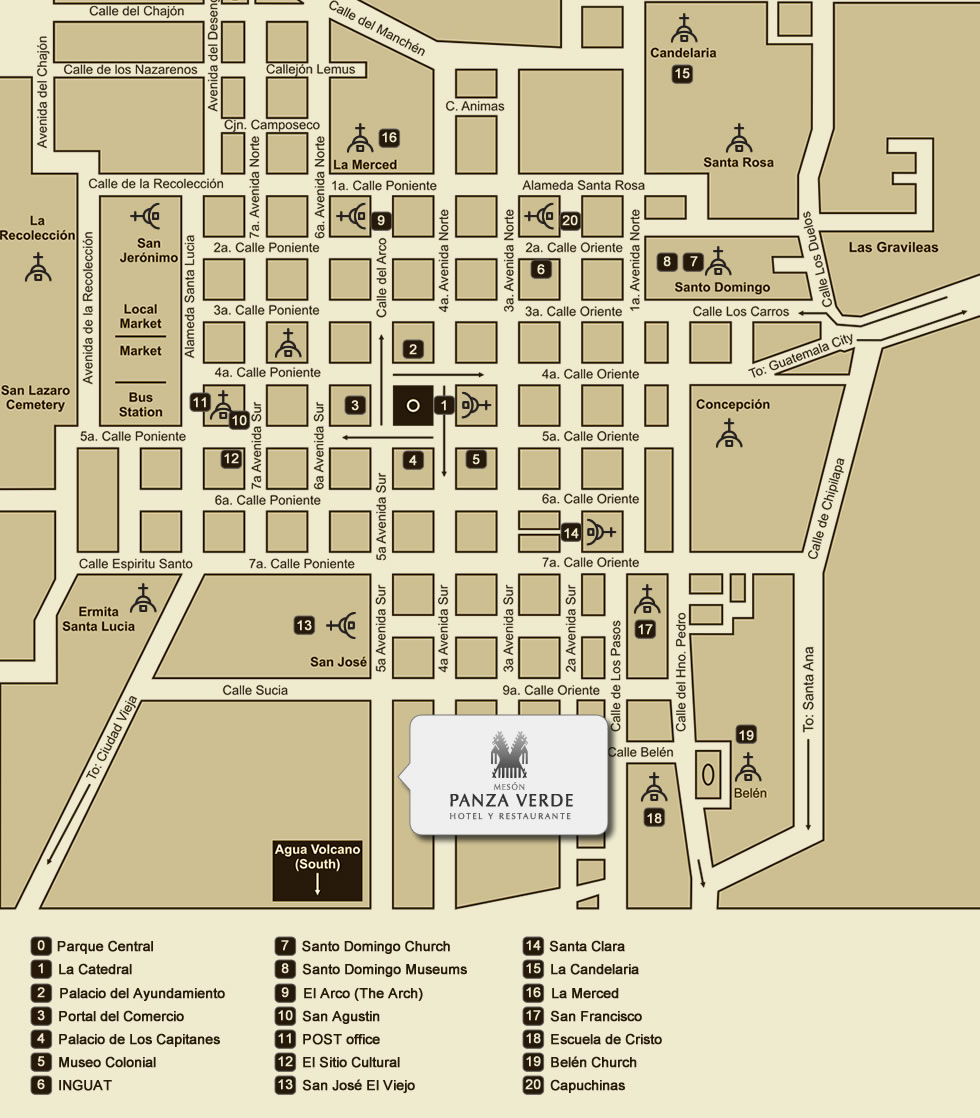 Calle del Chajón
Calle del Manchén
Avenida del Chajón
Calle de los Nazarenos
Avenida del Deseng
Callejón Lemus
Candelaria
15
C. Animas
Cjn. Camposeco
16
La Merced
Santa Rosa
Calle de la Recolección
7a. Avenida Norte
6a. Avenida Norte
1a. Calle Poniente
Alameda Santa Rosa
La
Recolección
San
Jerónimo
9
20
2a. Calle Poniente
Calle del Arco
4a. Avenida Norte
3a. Avenida Norte
2a. Calle Oriente
1a. Avenida Norte
Calle Los Duelos
Las Gravileas
Avenida de la Recolección
Alameda Santa Lucia
6
8
7
Santo Domingo
Local
Market
3a. Calle Poniente
3a. Calle Oriente
Calle Los Carros
Market
2
To: Guatemala City
4a. Calle Poniente
4a. Calle Oriente
San Lazaro
Cemetery
Bus
Station
11
10
3
1
Concepción
5a. Calle Poniente
7a Avenida Sur
6a Avenida Sur
5a. Calle Oriente
12
4
5
6a. Calle Poniente
5a Avenida Sur
6a. Calle Oriente
Calle de Chipilapa
14
Calle Espiritu Santo
7a. Calle Poniente
7a. Calle Oriente
Ermita
Santa Lucia
13
San José
5a Avenida Sur
4a Avenida Sur
3a Avenida Sur
2a Avenida Sur
Calle de Los Pasos
17
Calle del Hno. Pedro
To: Santa Ana
Calle Sucia
9a. Calle Oriente
To: Ciudad Vieja
MESÓN
PANZA VERDE
HOTEL Y RESTAURANTE
Calle Belén
19
Belén
18
Agua Volcano
(South)
0 Parque Central
1 La Catedral
2 Palacio del Ayundamiento
3 Portal del Comercio
4 Palacio de Los Capitanes
5 Museo Colonial
6 INGUAT
7 Santo Domingo Church
8 Santo Domingo Museums
9 El Arco (The Arch)
10 San Agustin
11 POST office
12 El Sitio Cultural
13 San José El Viejo
14 Santa Clara
15 La Candelaria
16 La Merced
17 San Francisco
18 Escuela de Cristo
19 Belén Church
20 Capuchinas